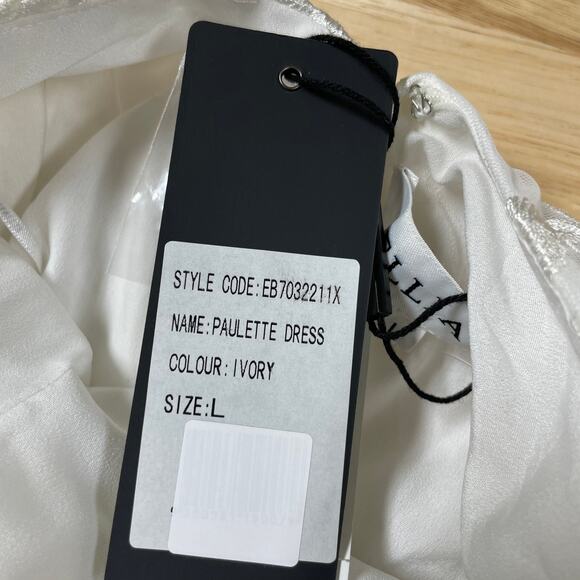 STYLE CODE:EB7032211X
NAME:PAULETTE DRESS
COLOUR:IVORY
SIZE:L